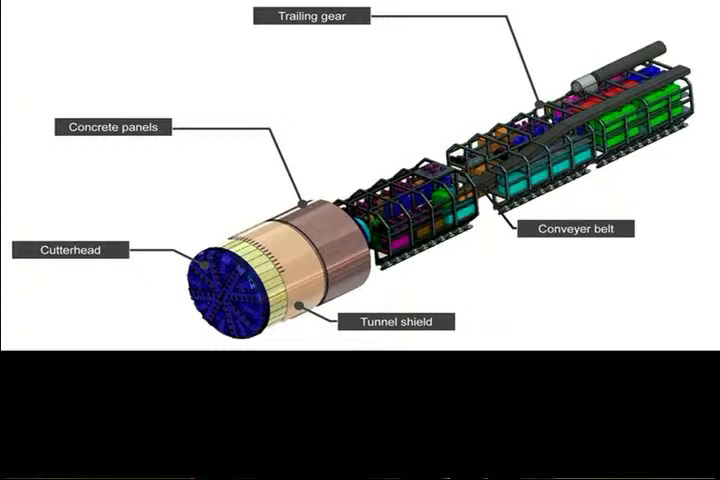 Trailing gear
Concrete panels
Conveyer belt
Cutterhead
Tunnel shield